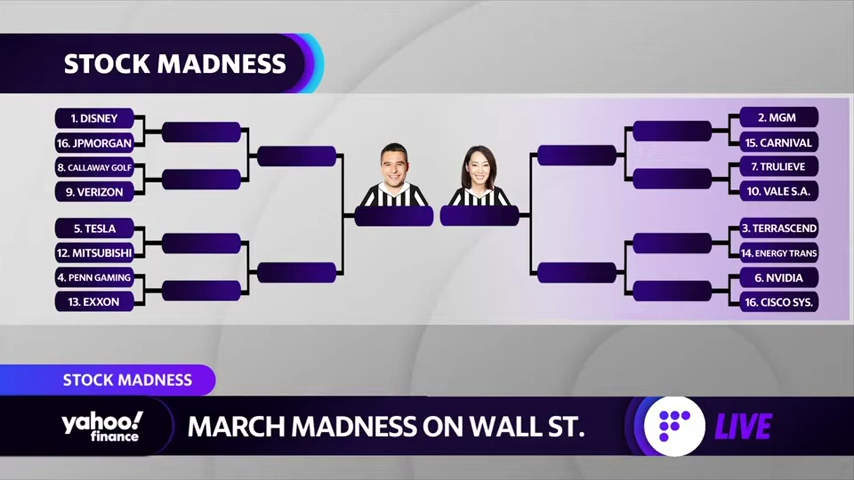 STOCK MADNESS
1. DISNEY
16. JPMORGAN
8. CALLAWAY GOLF
9. VERIZON
5. TESLA
12. MITSUBISHI
4. PENN GAMING
13. EXXON
2. MGM
15. CARNIVAL
7. TRULIEVE
10. VALE S.A.
3. TERRASCEND
14. ENERGY TRANS
6. NVIDIA
16. CISCO SYS.
STOCK MADNESS
yahoo!
finance
MARCH MADNESS ON WALL ST.
LIVE